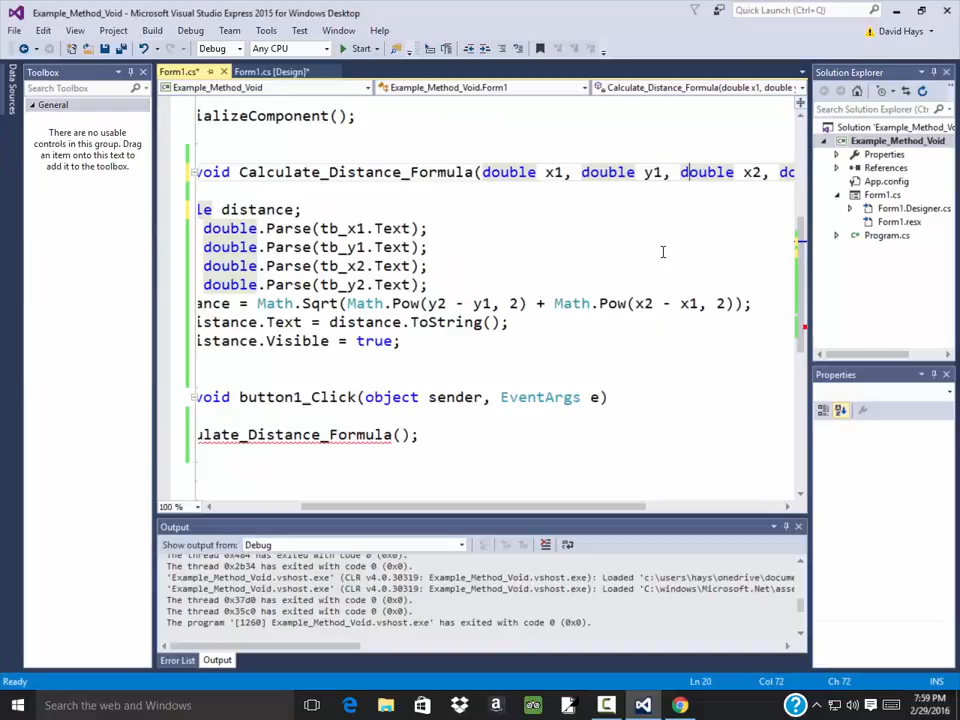 Example_Method_Void - Microsoft Visual Studio Express 2015 for Windows Desktop
Quick Launch (Ctrl+Q)
File Edit View Project Build Debug Team Tools Test Window Help
David Hays
Debug Any CPU Start
Data Sources
Toolbox
Search Toolbox
General
There are no usable
controls in this group. Drag
an item onto this text to
add it to the toolbox.
Form1.cs* Form1.cs [Design]*
Example_Method_Void Example_Method_Void.Form1 Calculate_Distance_Formula(double x1, double y
ializeComponent();
void Calculate_Distance_Formula(double x1, double y1, double x2, do
le distance;
double.Parse(tb_x1.Text);
double.Parse(tb_y1.Text);
double.Parse(tb_x2.Text);
double.Parse(tb_y2.Text);
ance = Math.Sqrt(Math.Pow(y2 - y1, 2) + Math.Pow(x2 - x1, 2));
istance.Text = distance.ToString();
istance.Visible = true;
void button1_Click(object sender, EventArgs e)
ulate_Distance_Formula();
100 %
Solution Explorer
Search Solution Explorer (Ctrl
Solution 'Example_Method_Vo
Example_Method_Void
Properties
References
App.config
Form1.cs
Form1.Designer.cs
Form1.resx
Program.cs
Properties
Output
Show output from: Debug
The thread 0x484 has exited with code 0 (0x0).
The thread 0x2b34 has exited with code 0 (0x0).
'Example_Method_Void.vshost.exe' (CLR v4.0.30319: Example_Method_Void.vshost.exe): Loaded 'c:\users\hays\onedrive\docume
'Example_Method_Void.vshost.exe' (CLR v4.0.30319: Example_Method_Void.vshost.exe): Loaded 'C:\windows\Microsoft.Net\asse
The thread 0x37d0 has exited with code 0 (0x0).
The thread 0x35c0 has exited with code 0 (0x0).
The program '[1260] Example_Method_Void.vshost.exe' has exited with code 0 (0x0).
Error List Output
Ready Ln 20 Col 72 Ch 72 INS
Search the web and Windows
7:59 PM
2/29/2016